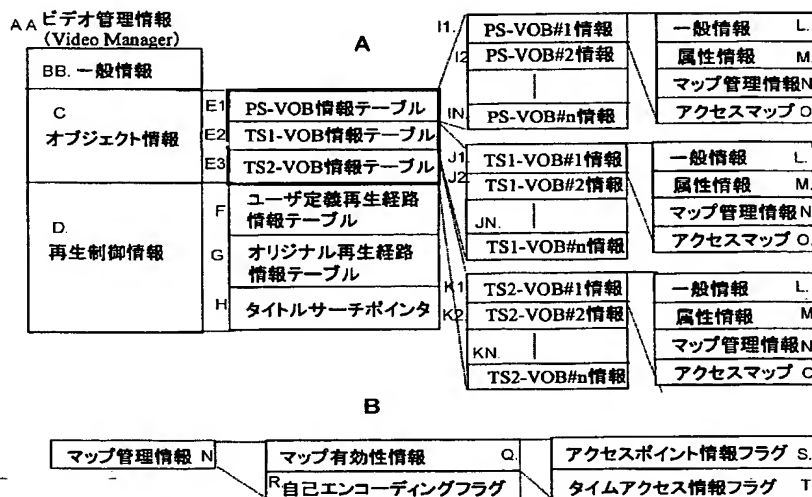 A
AA ビデオ管理情報
(Video Manager)
BB. 一般情報
C
オブジェクト情報
D.
再生制御情報
E1 PS-VOB情報テーブル
E2 TS1-VOB情報テーブル
E3 TS2-VOB情報テーブル
F ユーザ定義再生経路
情報テーブル
G オリジナル再生経路
情報テーブル
H タイトルサーチポインタ
I1. PS-VOB#1情報
I2 PS-VOB#2情報
IN. PS-VOB#n情報
一般情報 L.
属性情報 M
マップ管理情報N
アクセスマップ O
J1. TS1-VOB#1情報
J2 TS1-VOB#2情報
JN.
TS1-VOB#n情報
一般情報 L.
属性情報 M.
マップ管理情報N
アクセスマップ O.
K1 TS2-VOB#1情報
K2. TS2-VOB#2情報
KN.
TS2-VOB#n情報
一般情報 L.
属性情報 M
マップ管理情報N
アクセスマップ O
B
マップ管理情報 N
マップ有効性情報 Q.
R自己エンコーディングフラグ
アクセスポイント情報フラグ S.
タイムアクセス情報フラグ T